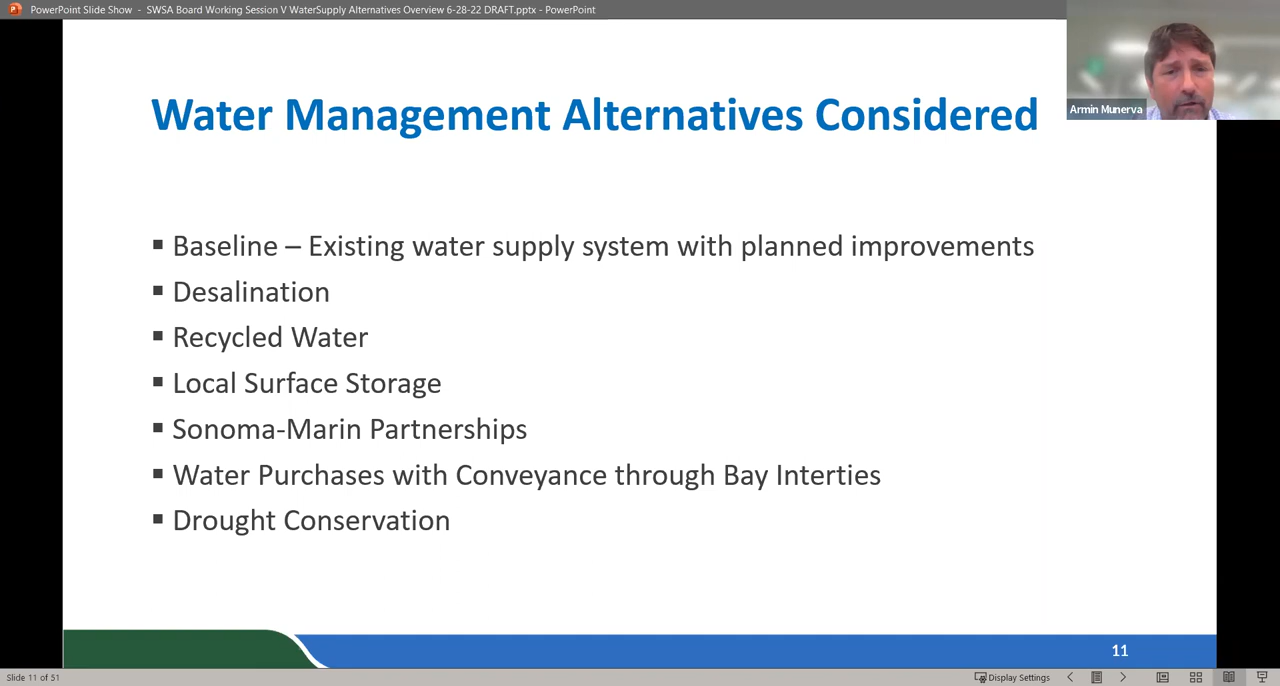 PowerPoint Slide Show - SWSA Board Working Session V WaterSupply Alternatives Overview 6-28-22 DRAFT.pptx - PowerPoint
Water Management Alternatives Considered
Armin Munerva
▪ Baseline – Existing water supply system with planned improvements
▪ Desalination
▪ Recycled Water
▪ Local Surface Storage
▪ Sonoma-Marin Partnerships
▪ Water Purchases with Conveyance through Bay Interties
▪ Drought Conservation
11
Slide 11 of 51
Display Settings